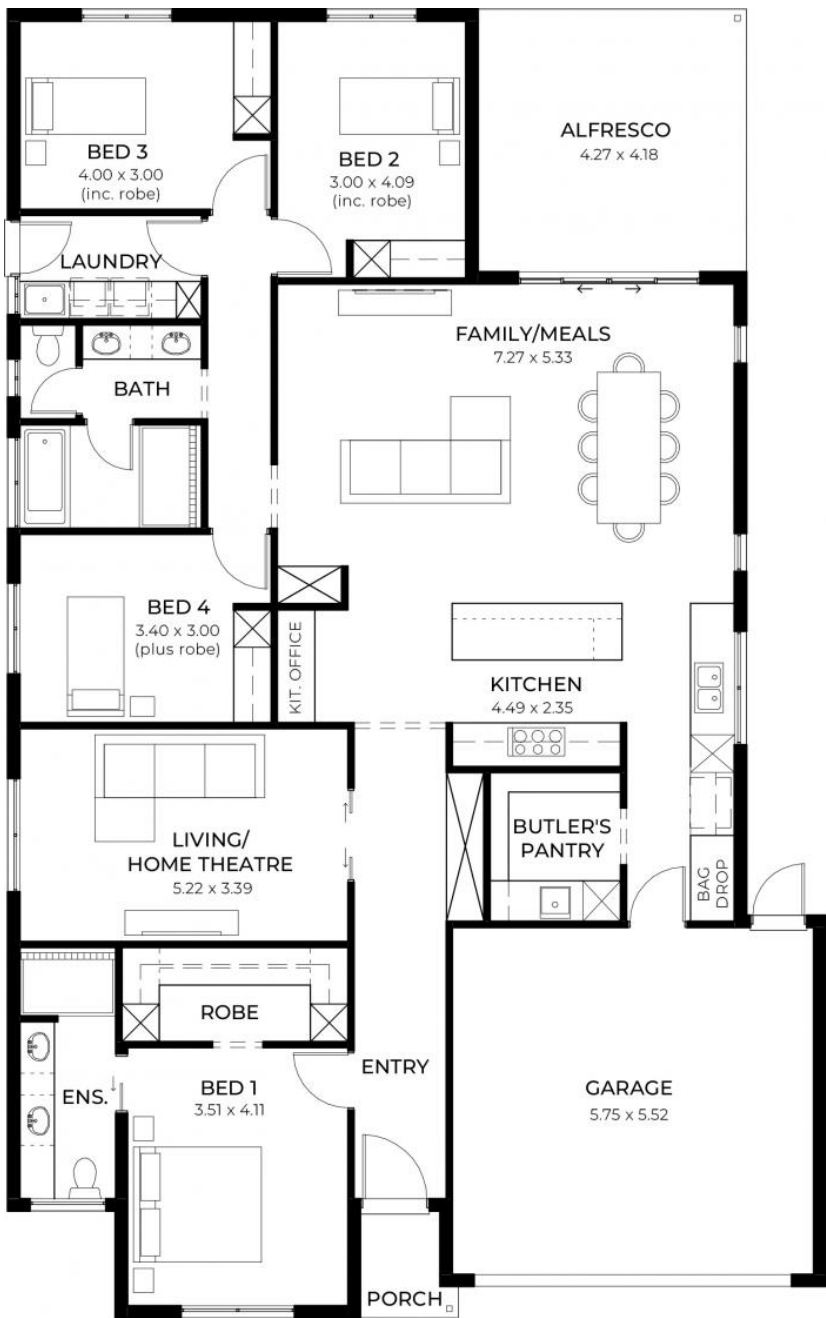 BED 3
4.00 x 3.00
(inc. robe)
BED 2
3.00 x 4.09
(inc. robe)
ALFRESCO
4.27 x 4.18
LAUNDRY
FAMILY/MEALS
7.27 x 5.33
BATH
BED 4
3.40 x 3.00
(plus robe)
KIT. OFFICE
KITCHEN
4.49 x 2.35
LIVING/
HOME THEATRE
5.22 x 3.39
BUTLER'S
PANTRY
BAG
DROP
ROBE
ENS.
BED 1
3.51 x 4.11
ENTRY
GARAGE
5.75 x 5.52
PORCH